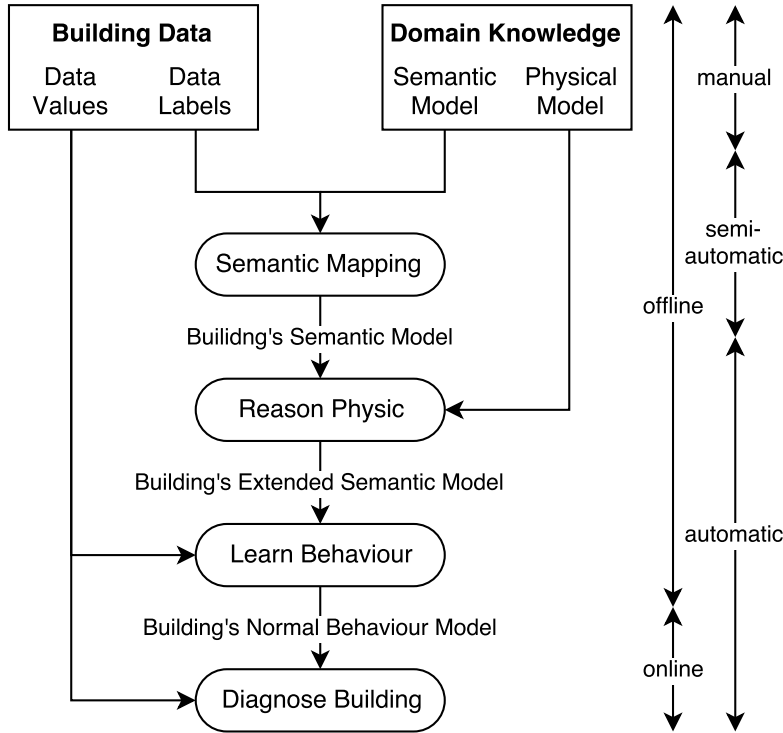 Building Data
Data
Values
Data
Labels
Domain Knowledge
Semantic
Model
Physical
Model
manual
semi-
automatic
Semantic Mapping
offline
Builidng's Semantic Model
Reason Physic
Building's Extended Semantic Model
automatic
Learn Behaviour
Building's Normal Behaviour Model
online
Diagnose Building